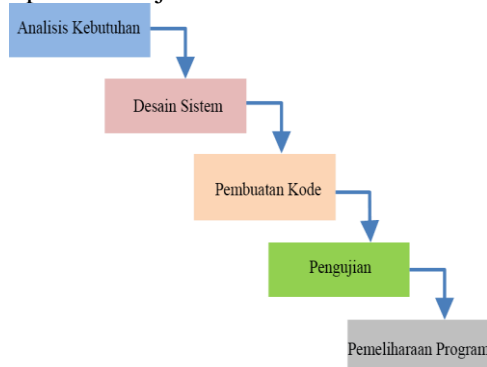 Analisis Kebutuhan
Desain Sistem
Pembuatan Kode
Pengujian
Pemeliharaan Program